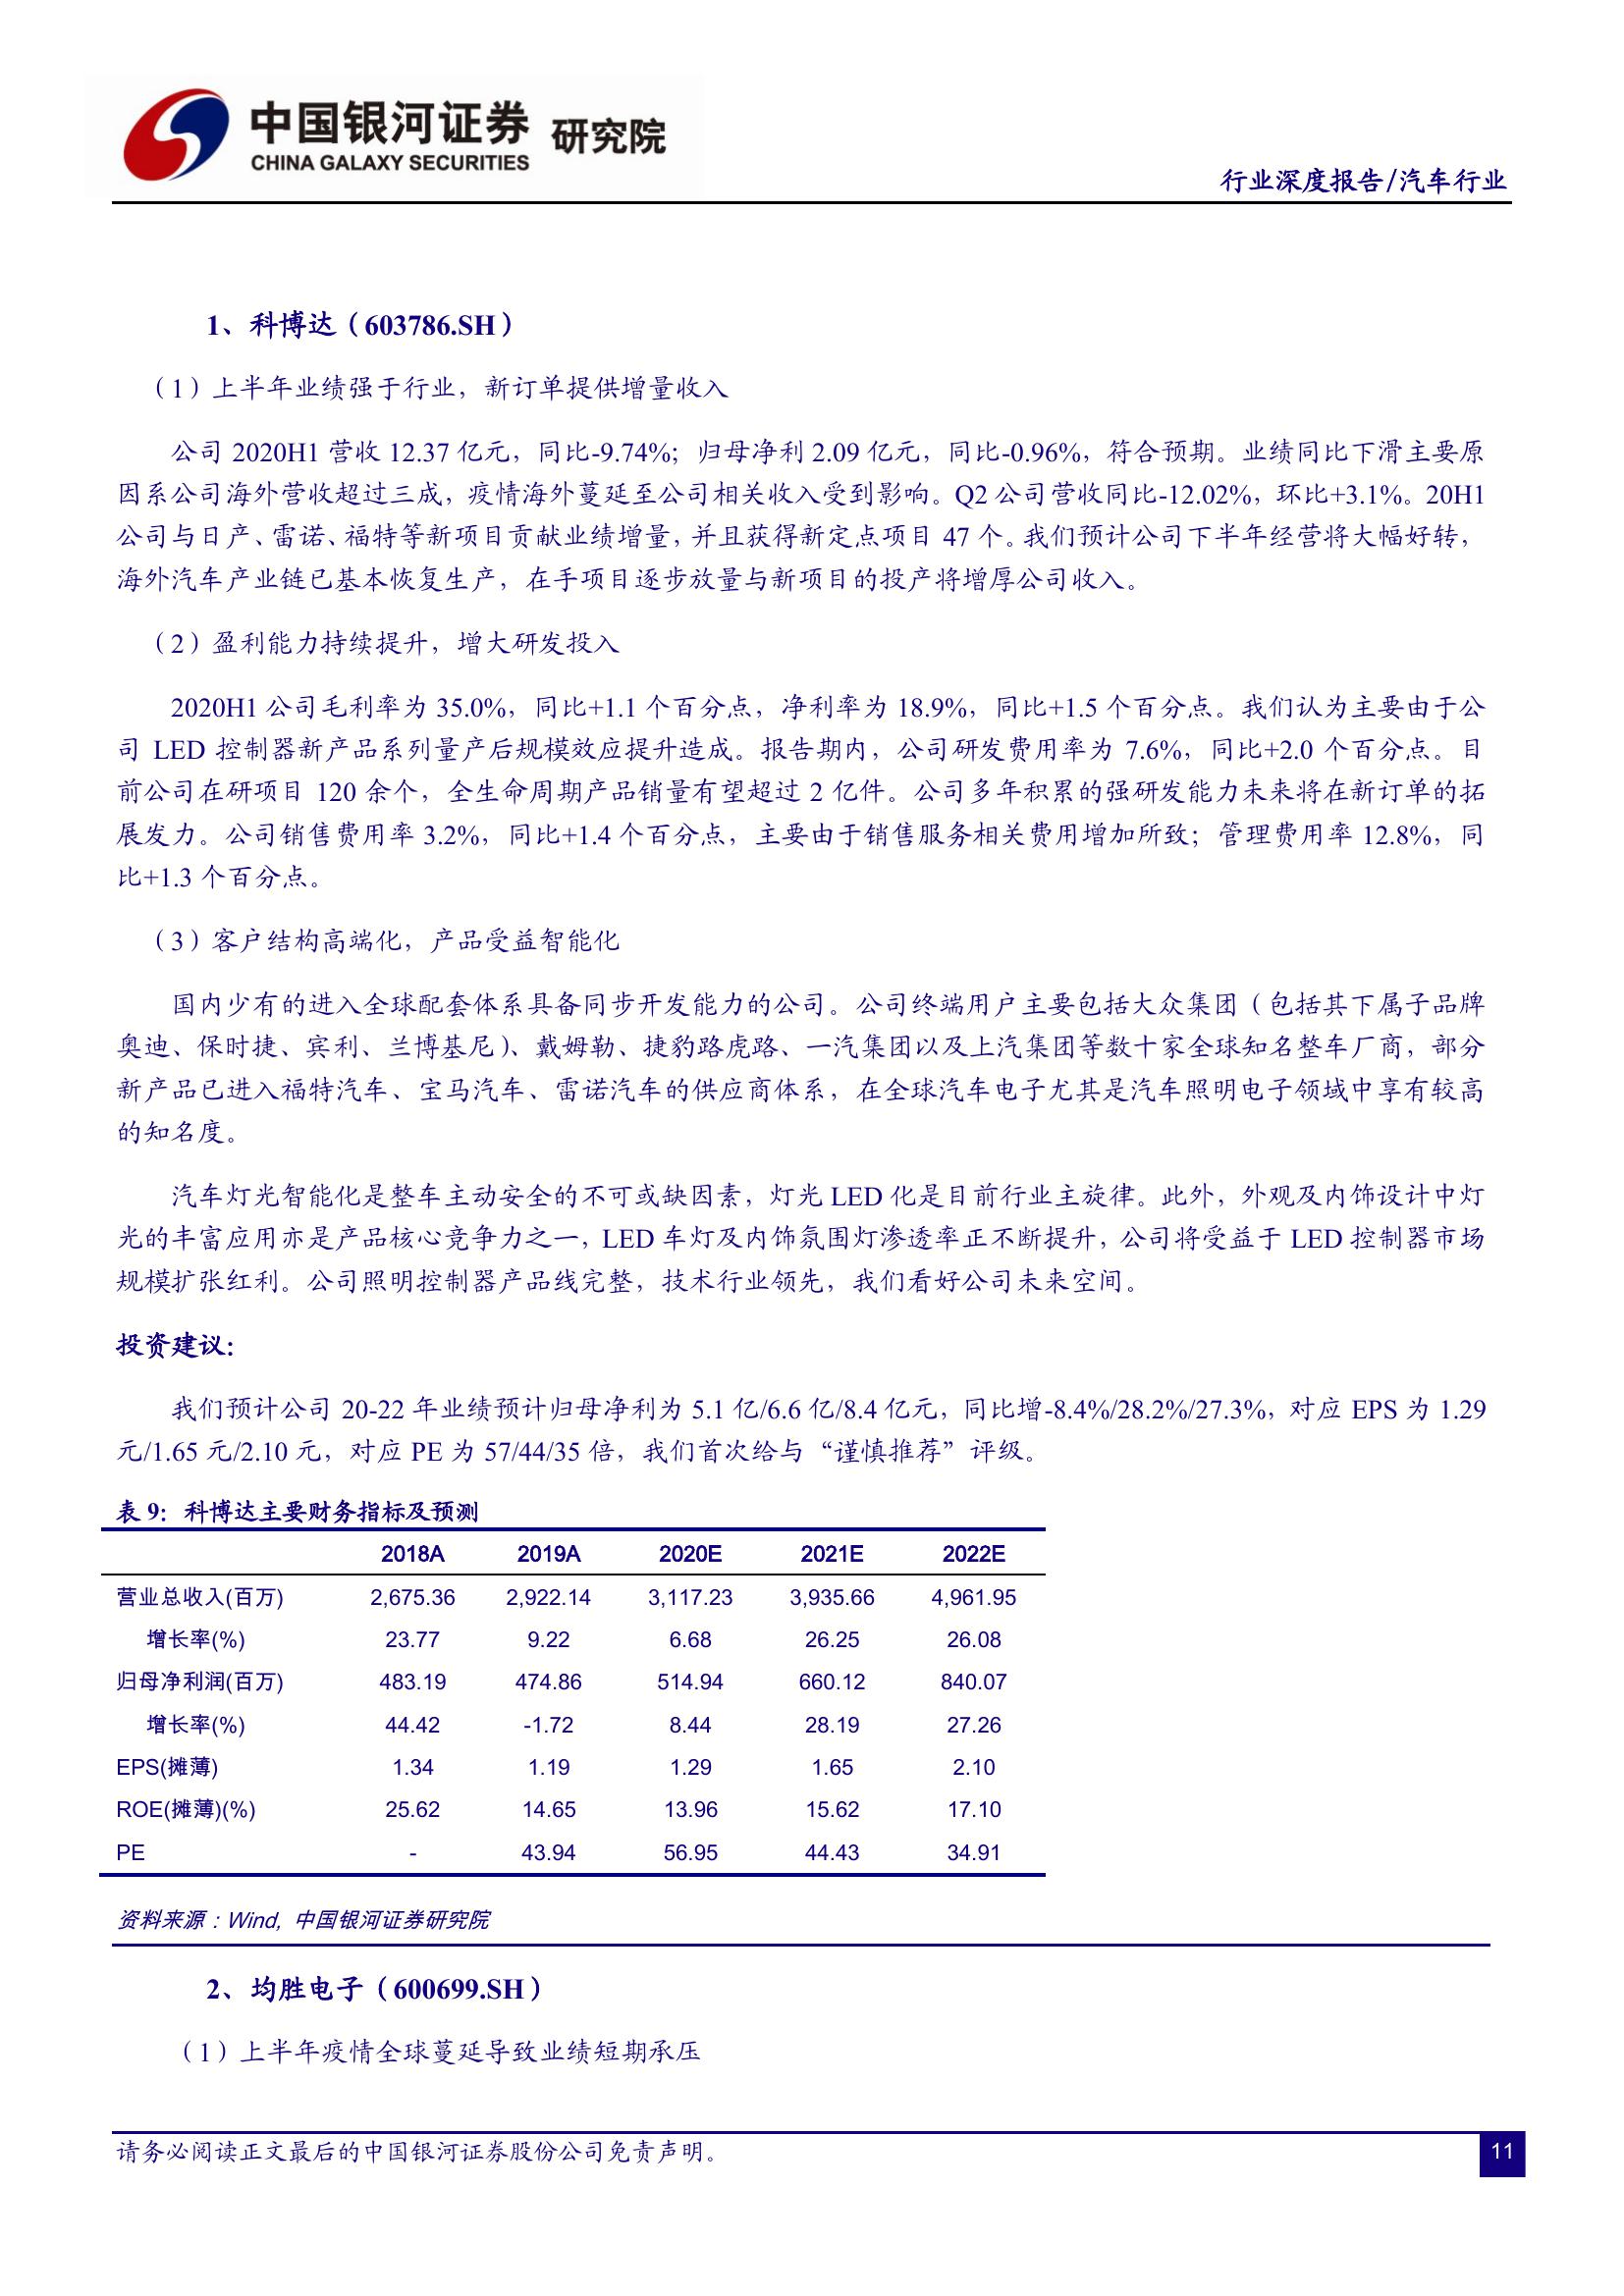 中国银河证券 研究院
CHINA GALAXY SECURITIES
行业深度报告/汽车行业
1、科博达（603786.SH）
（1）上半年业绩强于行业，新订单提供增量收入
公司 2020H1 营收 12.37 亿元，同比-9.74%；归母净利 2.09 亿元，同比-0.96%，符合预期。业绩同比下滑主要原
因系公司海外营收超过三成，疫情海外蔓延至公司相关收入受到影响。Q2 公司营收同比-12.02%，环比+3.1%。20H1
公司与日产、雷诺、福特等新项目贡献业绩增量，并且获得新定点项目 47 个。我们预计公司下半年经营将大幅好转，
海外汽车产业链已基本恢复生产，在手项目逐步放量与新项目的投产将增厚公司收入。
（2）盈利能力持续提升，增大研发投入
2020H1 公司毛利率为 35.0%，同比+1.1 个百分点，净利率为 18.9%，同比+1.5 个百分点。我们认为主要由于公
司 LED 控制器新产品系列量产后规模效应提升造成。报告期内，公司研发费用率为 7.6%，同比+2.0 个百分点。目
前公司在研项目 120 余个，全生命周期产品销量有望超过 2 亿件。公司多年积累的强研发能力未来将在新订单的拓
展发力。公司销售费用率 3.2%，同比+1.4 个百分点，主要由于销售服务相关费用增加所致；管理费用率 12.8%，同
比+1.3 个百分点。
（3）客户结构高端化，产品受益智能化
国内少有的进入全球配套体系具备同步开发能力的公司。公司终端用户主要包括大众集团（包括其下属子品牌
奥迪、保时捷、宾利、兰博基尼）、戴姆勒、捷豹路虎路、一汽集团以及上汽集团等数十家全球知名整车厂商，部分
新产品已进入福特汽车、宝马汽车、雷诺汽车的供应商体系，在全球汽车电子尤其是汽车照明电子领域中享有较高
的知名度。
汽车灯光智能化是整车主动安全的不可或缺因素，灯光 LED 化是目前行业主旋律。此外，外观及内饰设计中灯
光的丰富应用亦是产品核心竞争力之一，LED 车灯及内饰氛围灯渗透率正不断提升，公司将受益于 LED 控制器市场
规模扩张红利。公司照明控制器产品线完整，技术行业领先，我们看好公司未来空间。
投资建议：
我们预计公司 20-22 年业绩预计归母净利为 5.1 亿/6.6 亿/8.4 亿元，同比增-8.4%/28.2%/27.3%，对应 EPS 为 1.29
元/1.65 元/2.10 元，对应 PE 为 57/44/35 倍，我们首次给与“谨慎推荐”评级。
表 9：科博达主要财务指标及预测
2018A 2019A 2020E 2021E 2022E
营业总收入(百万) 2,675.36 2,922.14 3,117.23 3,935.66 4,961.95
增长率(%) 23.77 9.22 6.68 26.25 26.08
归母净利润(百万) 483.19 474.86 514.94 660.12 840.07
增长率(%) 44.42 -1.72 8.44 28.19 27.26
EPS(摊薄) 1.34 1.19 1.29 1.65 2.10
ROE(摊薄)(%) 25.62 14.65 13.96 15.62 17.10
PE - 43.94 56.95 44.43 34.91
资料来源：Wind, 中国银河证券研究院
2、均胜电子（600699.SH）
（1）上半年疫情全球蔓延导致业绩短期承压
请务必阅读正文最后的中国银河证券股份公司免责声明。
11